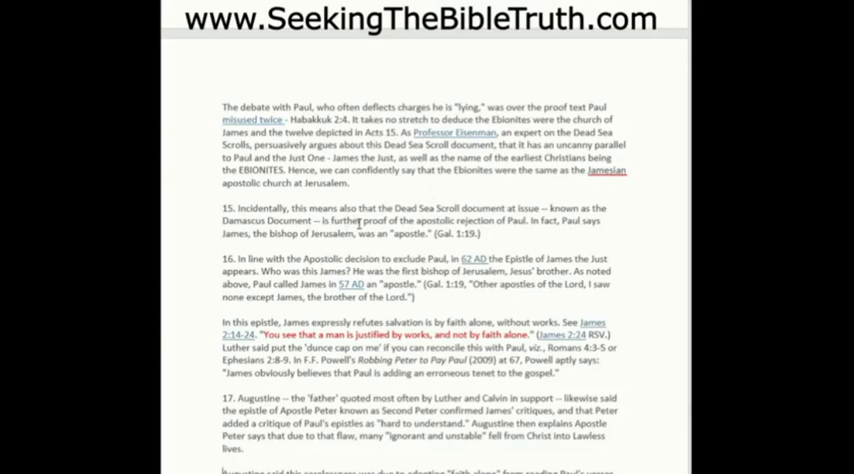 www.SeekingTheBibleTruth.com
The debate with Paul, who often deflects charges he is "lying," was over the proof text Paul
misused twice - Habakkuk 2:4. It takes no stretch to deduce the Ebionites were the church of
James and the twelve depicted in Acts 15. As Professor Eisenman, an expert on the Dead Sea
Scrolls, persuasively argues about this Dead Sea Scroll document, that it has an uncanny parallel
to Paul and the Just One - James the Just, as well as the name of the earliest Christians being
the EBIONITES. Hence, we can confidently say that the Ebionites were the same as the Jamesian
apostolic church at Jerusalem.
15. Incidentally, this means also that the Dead Sea Scroll document at issue -- known as the
Damascus Document -- is further proof of the apostolic rejection of Paul. In fact, Paul says
James, the bishop of Jerusalem, was an "apostle." (Gal. 1:19.)
16. In line with the Apostolic decision to exclude Paul, in 62 AD the Epistle of James the Just
appears. Who was this James? He was the first bishop of Jerusalem, Jesus' brother. As noted
above, Paul called James in 57 AD an "apostle." (Gal. 1:19, "Other apostles of the Lord, I saw
none except James, the brother of the Lord.")
In this epistle, James expressly refutes salvation is by faith alone, without works. See James
2:14-24. "You see that a man is justified by works, and not by faith alone." (James 2:24 RSV.)
Luther said put the 'dunce cap on me' if you can reconcile this with Paul, viz., Romans 4:3-5 or
Ephesians 2:8-9. In F.F. Powell's Robbing Peter to Pay Paul (2009) at 67, Powell aptly says:
"James obviously believes that Paul is adding an erroneous tenet to the gospel."
17. Augustine -- the 'father' quoted most often by Luther and Calvin in support -- likewise said
the epistle of Apostle Peter known as Second Peter confirmed James' critiques, and that Peter
added a critique of Paul's epistles as "hard to understand." Augustine then explains Apostle
Peter says that due to that flaw, many "ignorant and unstable" fell from Christ into Lawless
lives.